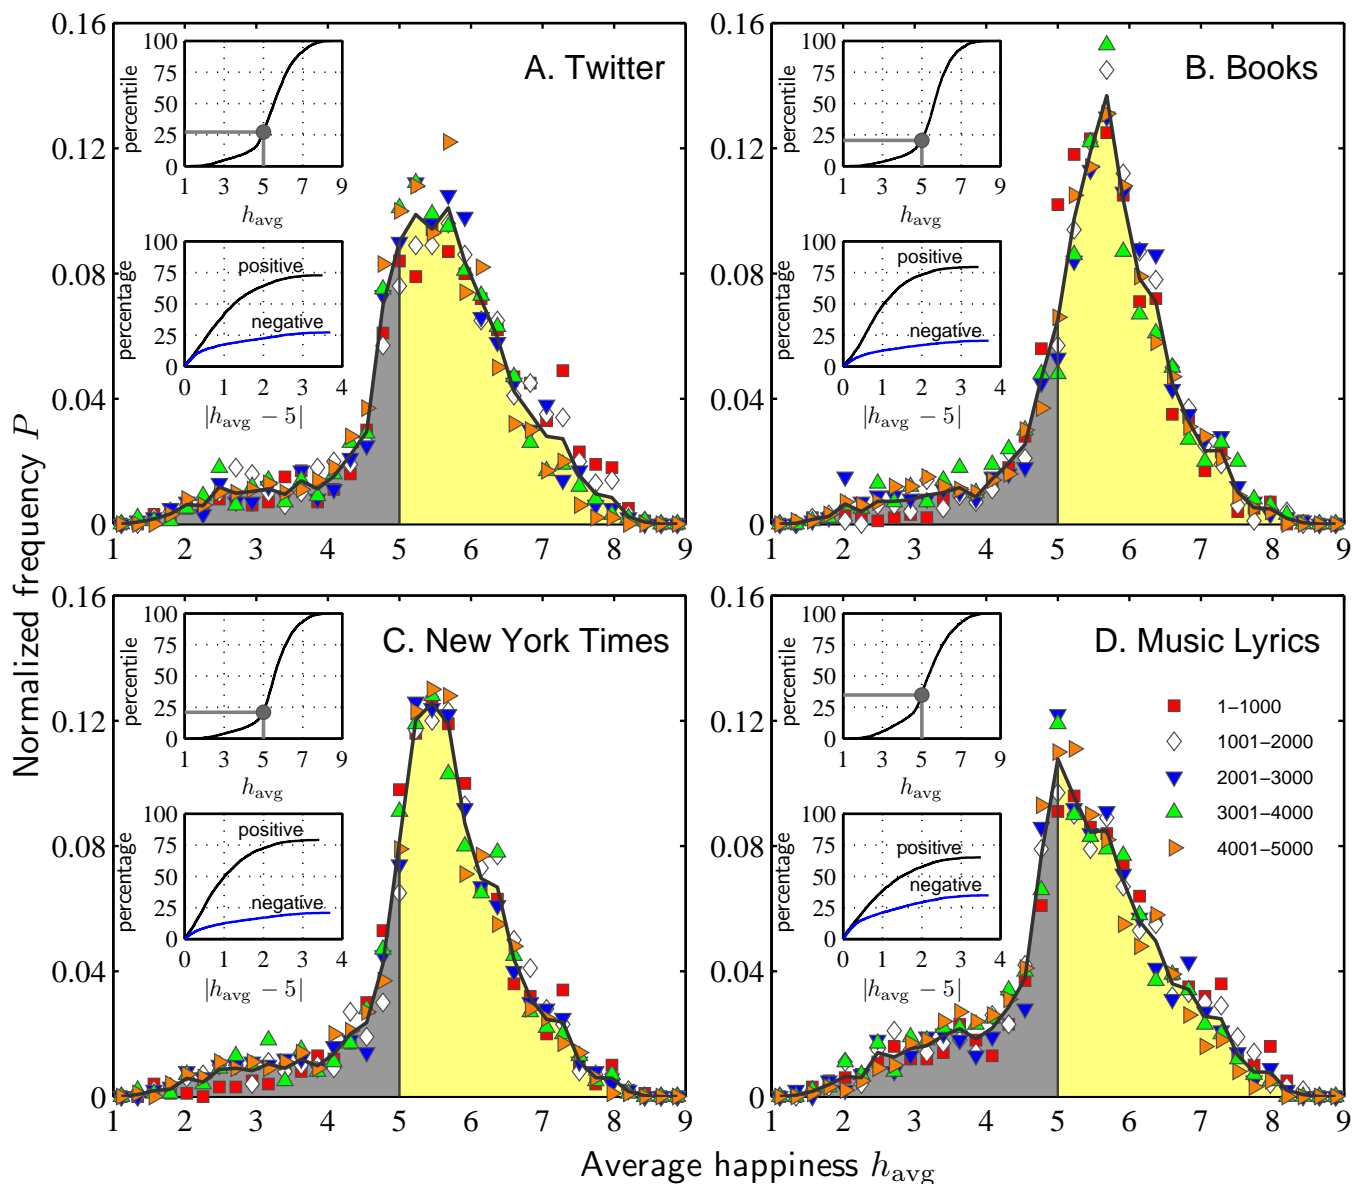 A. Twitter
0.16
0.12
0.08
0.04
0
1 2 3 4 5 6 7 8 9
percentile
100
75
50
25
0
1 3 5 7 9
h_avg
percentage
100
75
50
25
0
positive
negative
0 1 2 3 4
|h_avg − 5|
B. Books
1 2 3 4 5 6 7 8 9
percentile
100
75
50
25
0
1 3 5 7 9
h_avg
percentage
100
75
50
25
0
positive
negative
0 1 2 3 4
|h_avg − 5|
Normalized frequency P
C. New York Times
0.16
0.12
0.08
0.04
0
1 2 3 4 5 6 7 8 9
percentile
100
75
50
25
0
1 3 5 7 9
h_avg
percentage
100
75
50
25
0
positive
negative
0 1 2 3 4
|h_avg − 5|
D. Music Lyrics
1−1000
1001−2000
2001−3000
3001−4000
4001−5000
1 2 3 4 5 6 7 8 9
percentile
100
75
50
25
0
1 3 5 7 9
h_avg
percentage
100
75
50
25
0
positive
negative
0 1 2 3 4
|h_avg − 5|
Average happiness h_avg